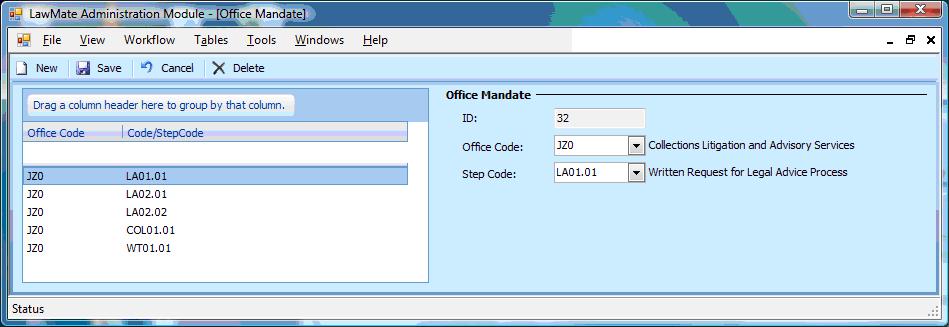 LawMate Administration Module - [Office Mandate]
File View Workflow Tables Tools Windows Help
New Save Cancel Delete
Drag a column header here to group by that column.
Office Code Code/StepCode
JZ0 LA01.01
JZ0 LA02.01
JZ0 LA02.02
JZ0 COL01.01
JZ0 WT01.01
Office Mandate
ID: 32
Office Code: JZ0 Collections Litigation and Advisory Services
Step Code: LA01.01 Written Request for Legal Advice Process
Status